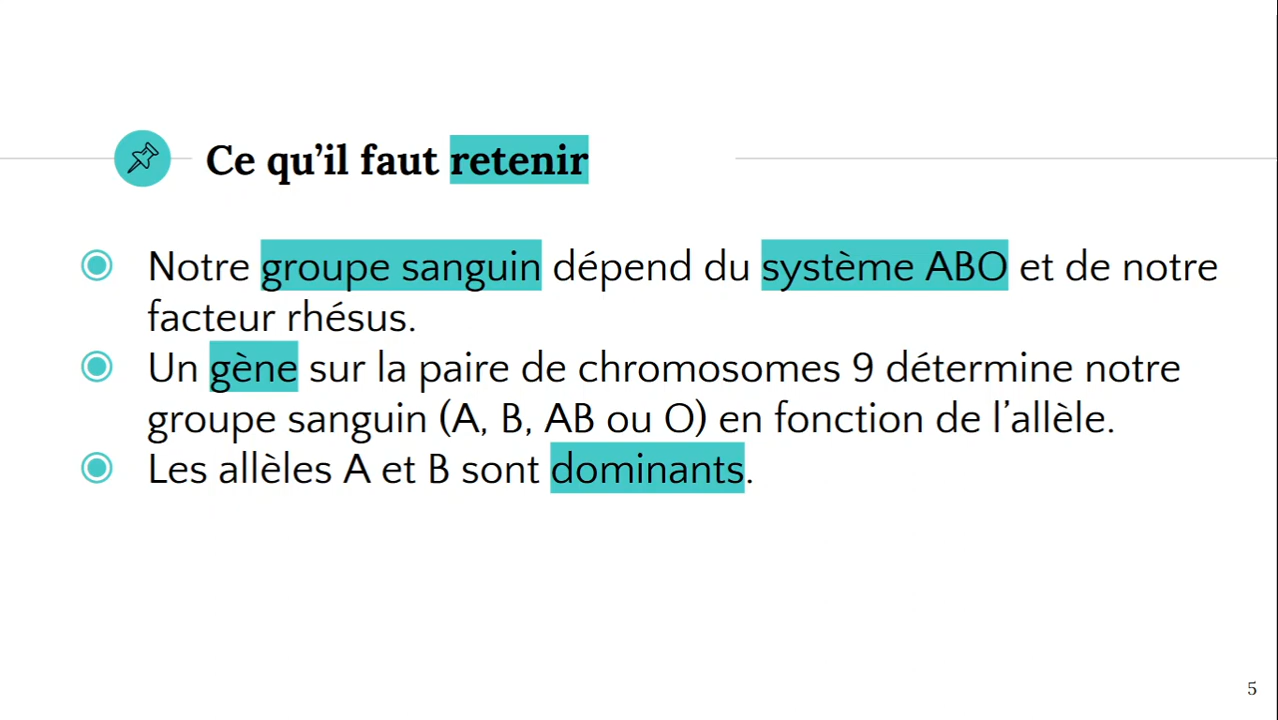 Ce qu’il faut retenir
Notre groupe sanguin dépend du système ABO et de notre
facteur rhésus.
Un gène sur la paire de chromosomes 9 détermine notre
groupe sanguin (A, B, AB ou O) en fonction de l’allèle.
Les allèles A et B sont dominants.
5